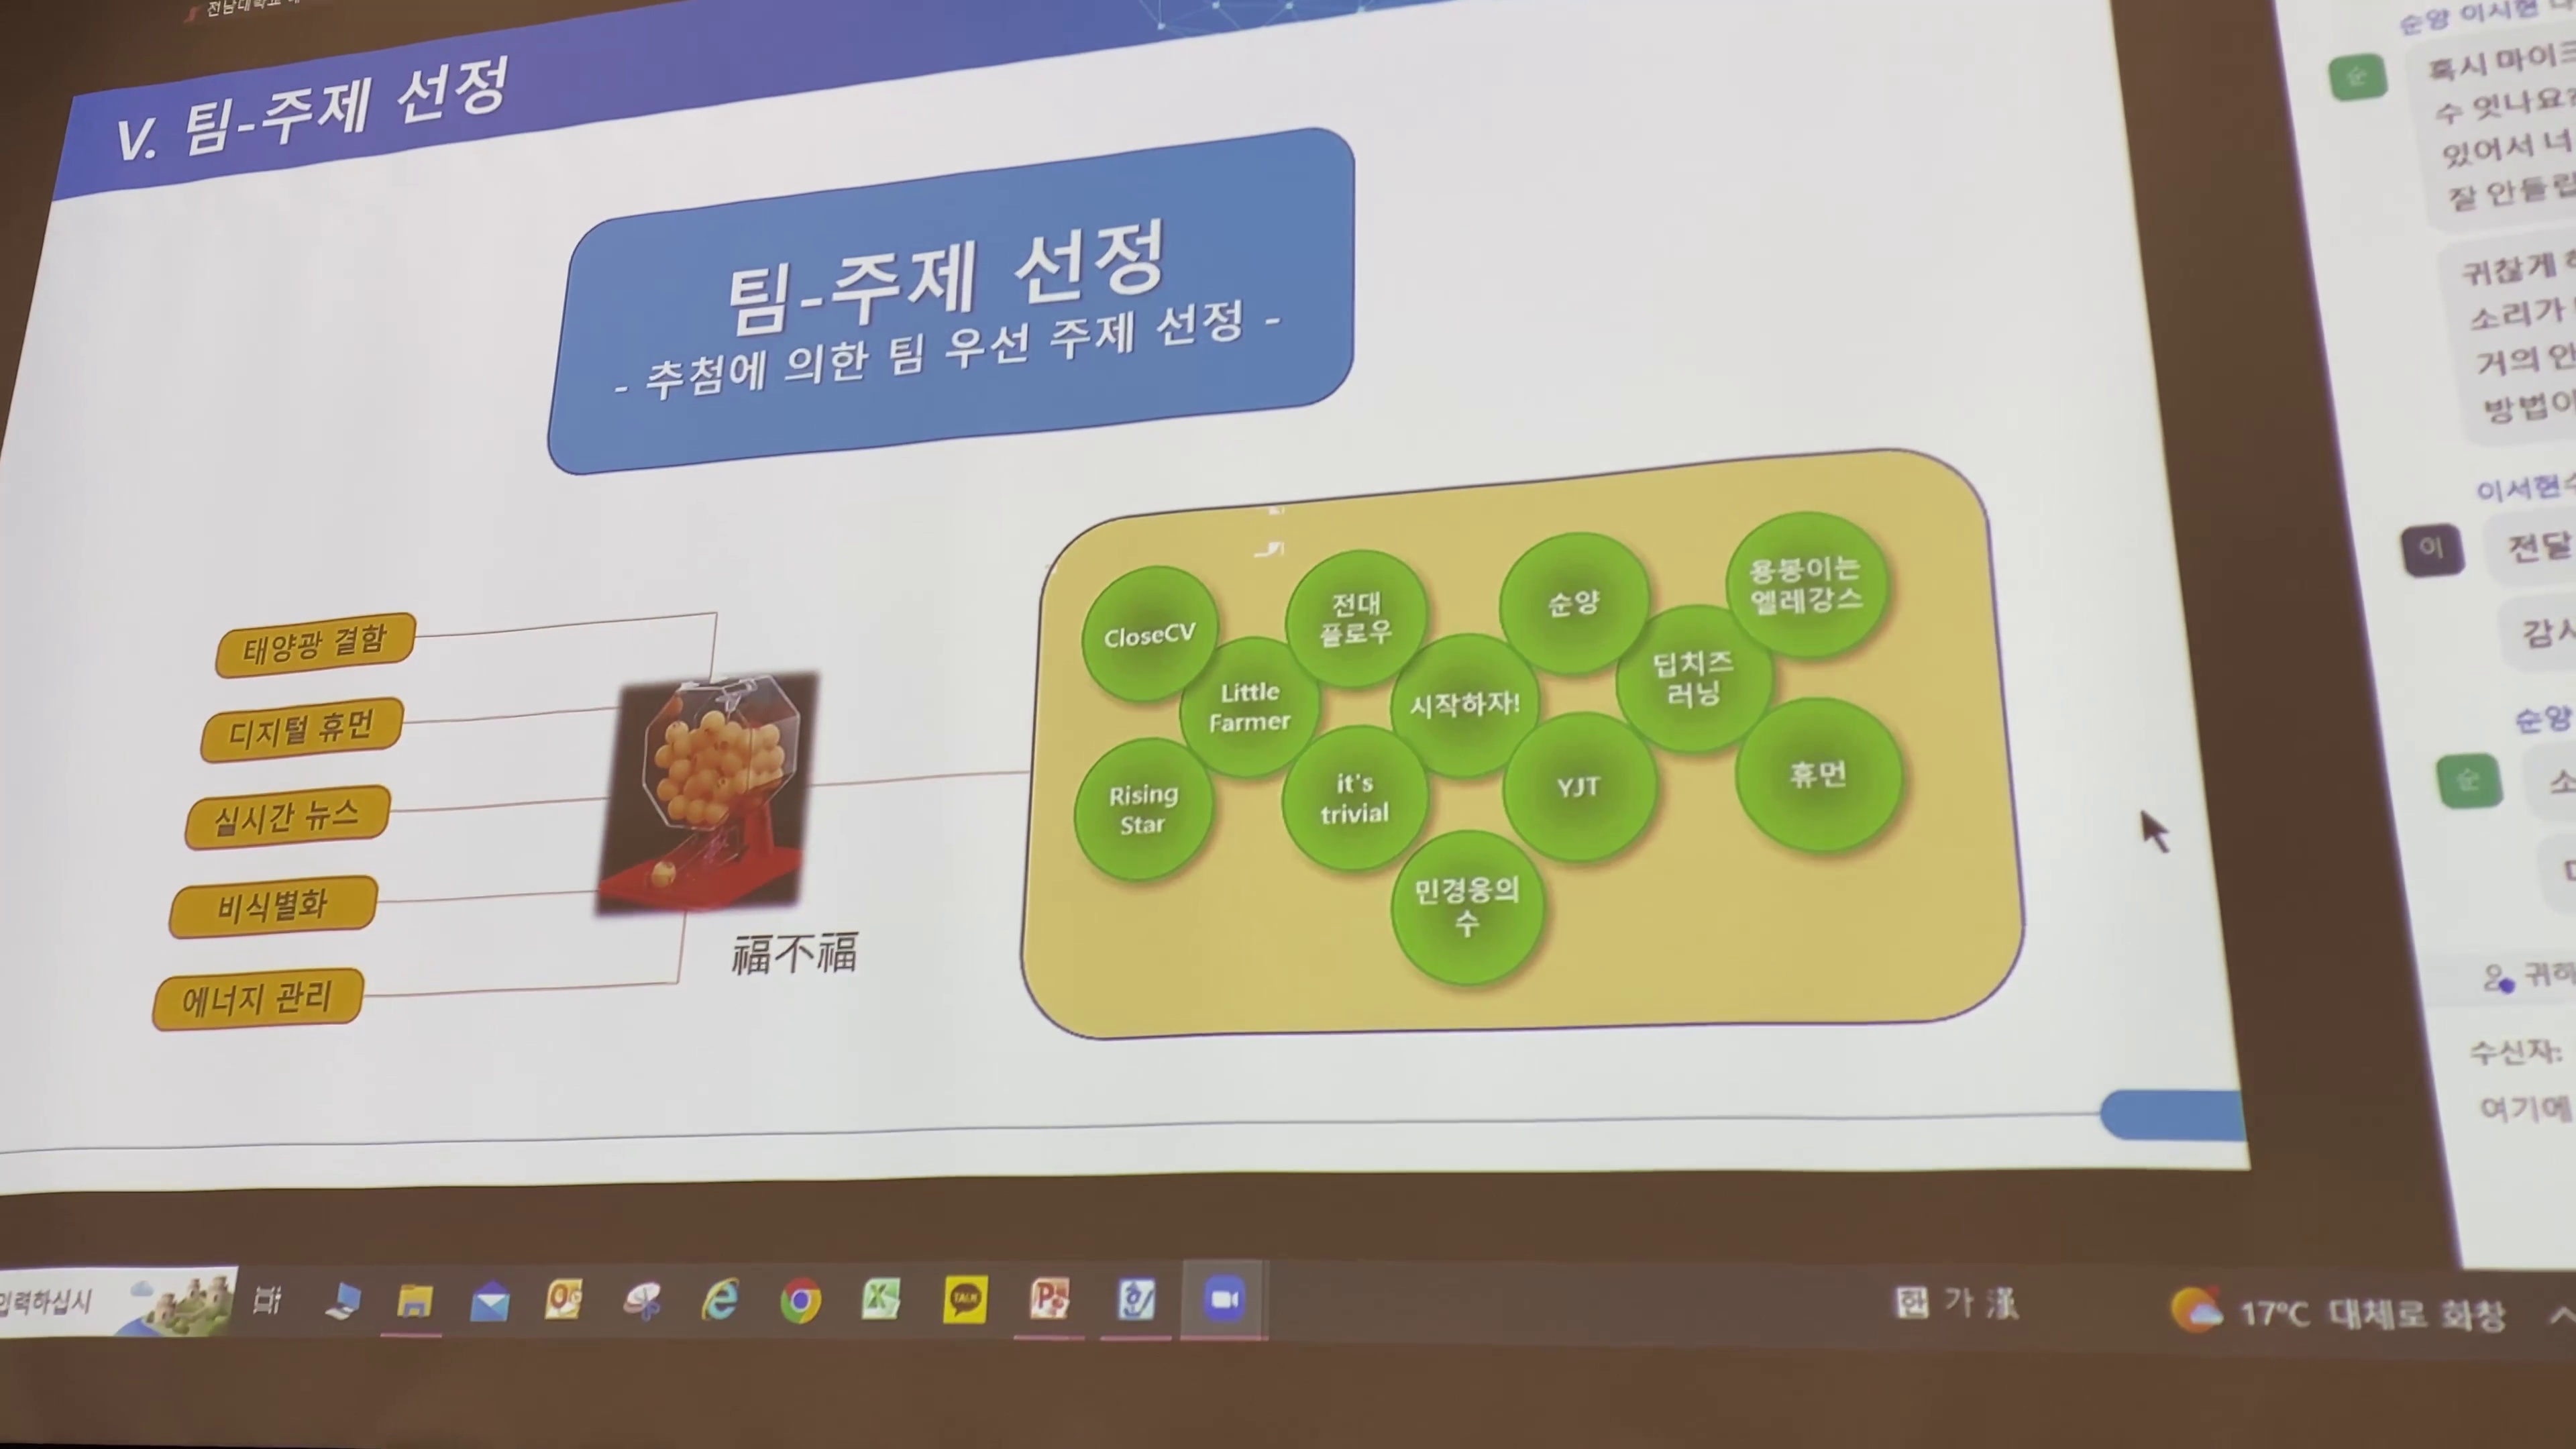 전남대학교
V. 팀-주제 선정
팀-주제 선정
- 추첨에 의한 팀 우선 주제 선정 -
태양광 결함
디지털 휴먼
실시간 뉴스
비식별화
에너지 관리
福不福
CloseCV
전대
플로우
순양
용봉이는
엘레강스
Little
Farmer
시작하자!
딥치즈
러닝
Rising
Star
it's
trivial
YJT
휴먼
민경웅의
수
순양 이시현
순
혹시 마이크
수 잇나요?
있어서 너
잘 안들립
귀찮게
소리가
거의 안
방법이
이서현
이
전달
감사
순양
순
소
귀하
수신자:
여기에
입력하십시
TALK
한 가 漢
17°C 대체로 화창